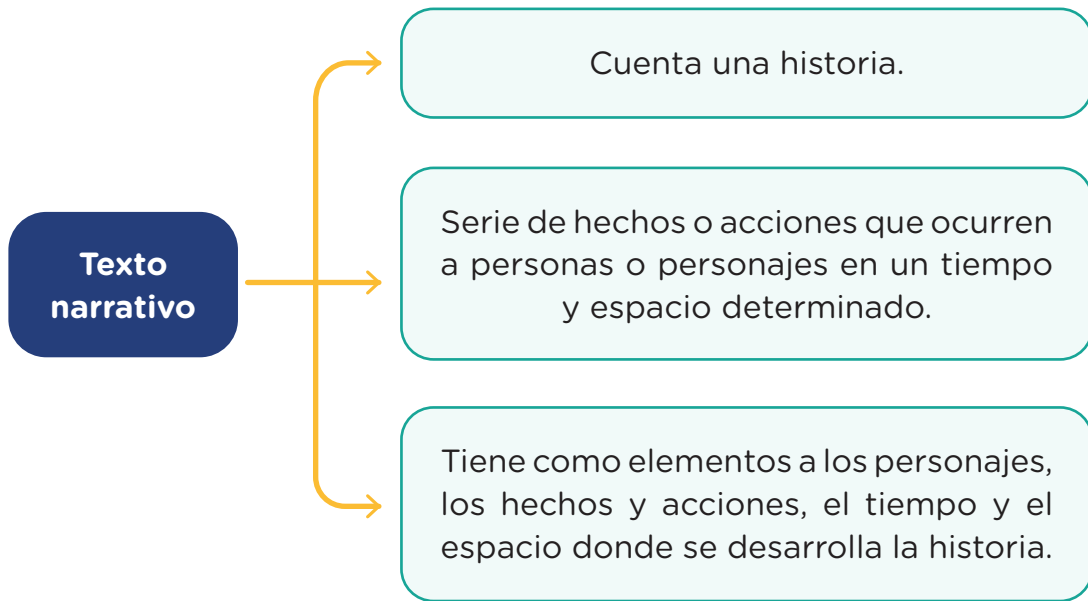 Texto
narrativo
Cuenta una historia.
Serie de hechos o acciones que ocurren
a personas o personajes en un tiempo
y espacio determinado.
Tiene como elementos a los personajes,
los hechos y acciones, el tiempo y el
espacio donde se desarrolla la historia.